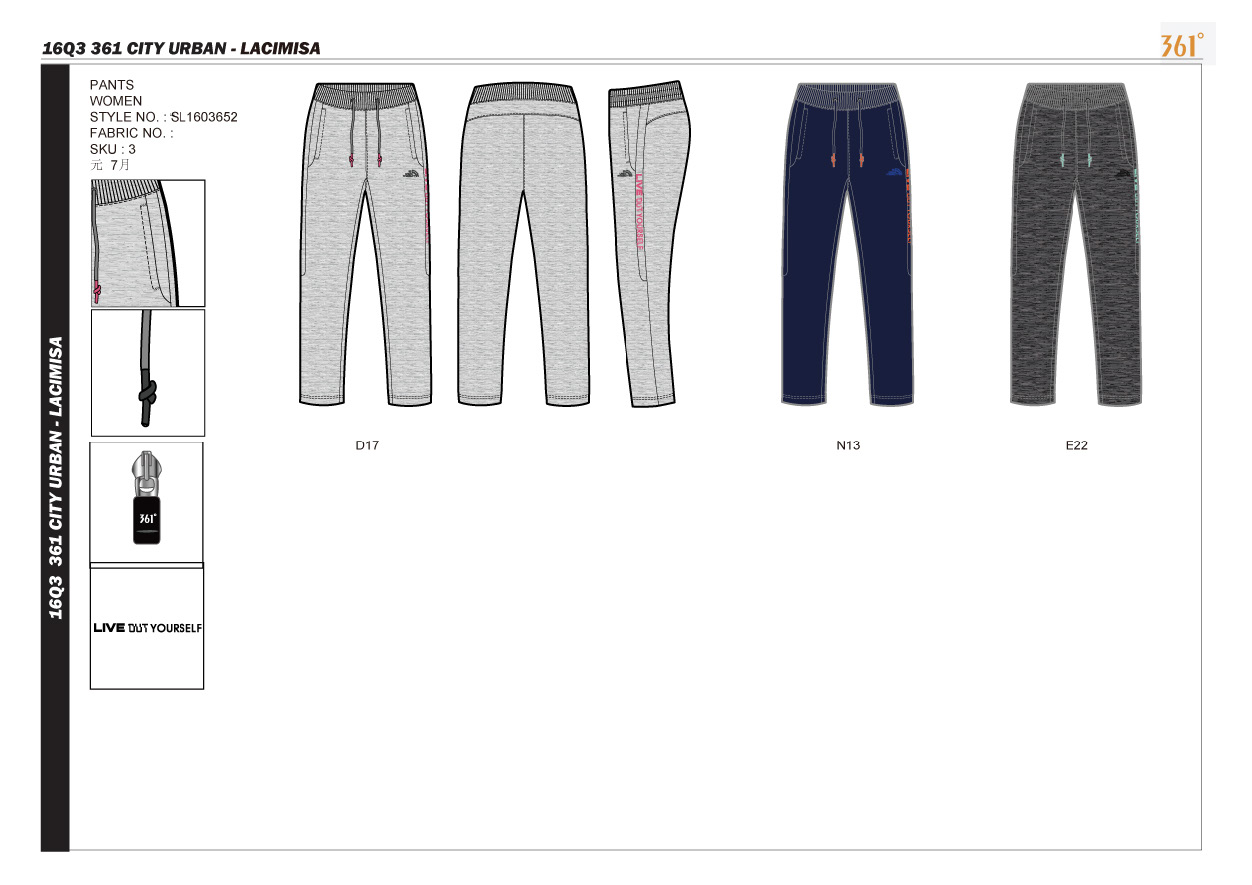 16Q3 361 CITY URBAN - LACIMISA
361°
PANTS
WOMEN
STYLE NO. : SL1603652
FABRIC NO. :
SKU : 3
元 7月
16Q3 361 CITY URBAN - LACIMISA
361°
LIVE OUT YOURSELF
LIVE OUT YOURSELF
D17
N13
E22